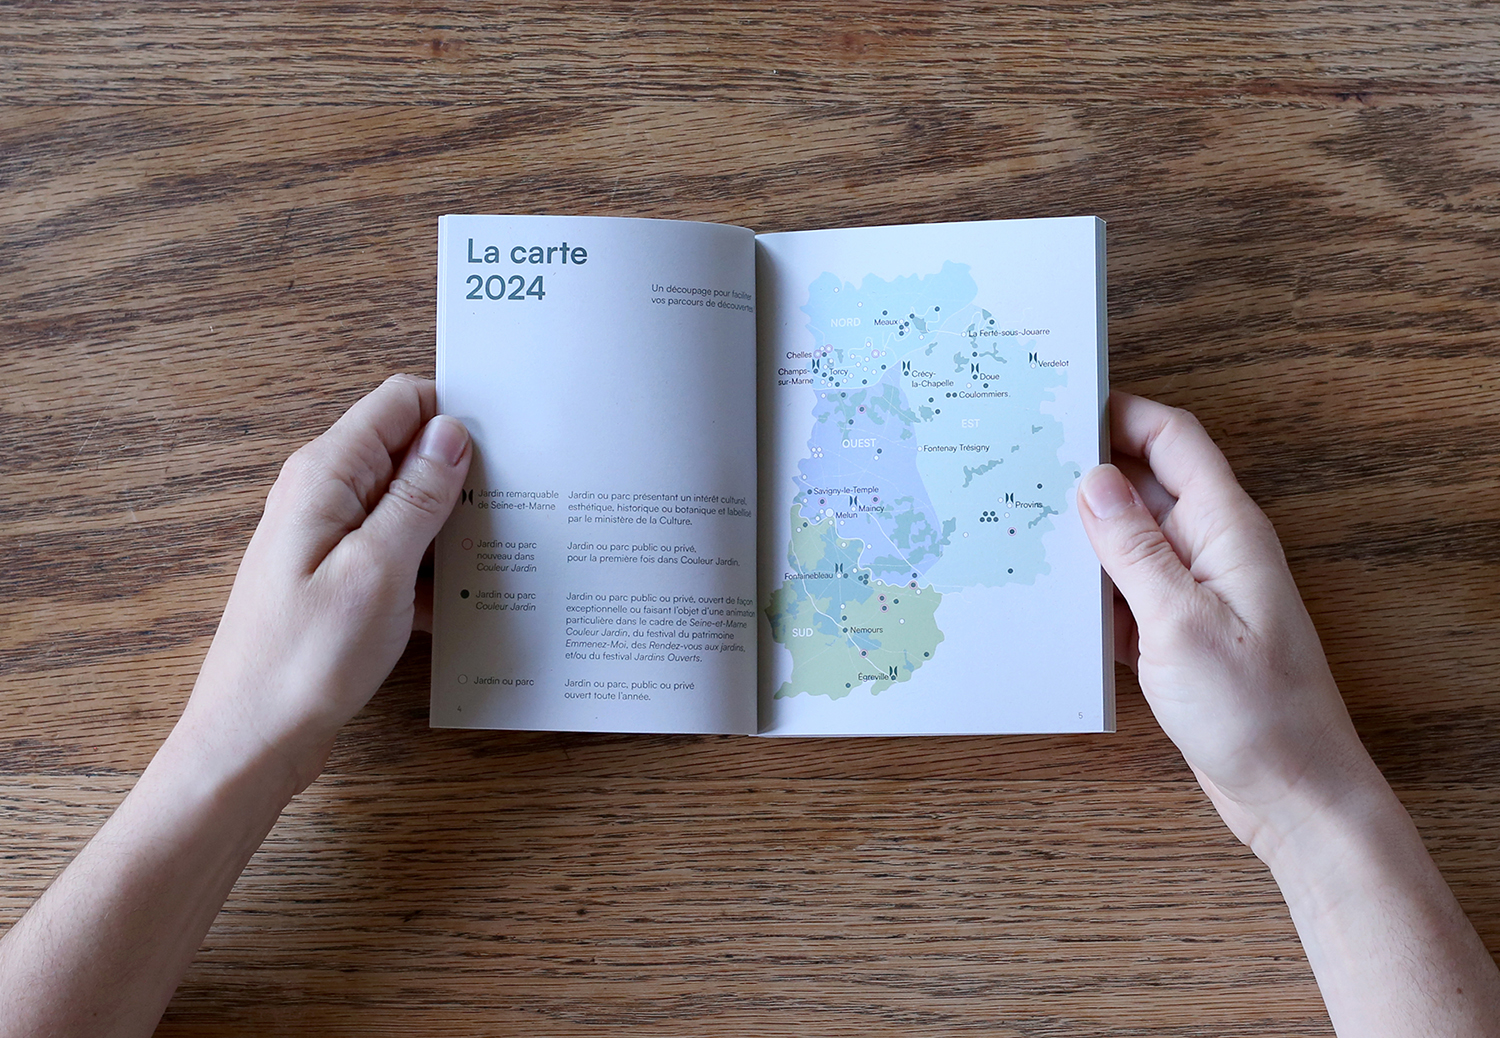 La carte
2024
Un découpage pour faciliter
vos parcours de découvertes
Jardin remarquable
de Seine-et-Marne
Jardin ou parc présentant un intérêt culturel,
esthétique, historique ou botanique et labellisé
par le ministère de la Culture.
Jardin ou parc
nouveau dans
Couleur Jardin
Jardin ou parc public ou privé,
pour la première fois dans Couleur Jardin.
Jardin ou parc
Couleur Jardin
Jardin ou parc public ou privé, ouvert de façon
exceptionnelle ou faisant l'objet d'une animation
particulière dans le cadre de Seine-et-Marne
Couleur Jardin, du festival du patrimoine
Emmenez-Moi, des Rendez-vous aux jardins,
et/ou du festival Jardins Ouverts.
Jardin ou parc
Jardin ou parc, public ou privé
ouvert toute l'année.
4
NORD
Meaux
La Ferté-sous-Jouarre
Chelles
Verdelot
Champs-
sur-Marne
Torcy
Crécy-
la-Chapelle
Doue
Coulommiers
EST
OUEST
Fontenay Trésigny
Savigny-le-Temple
Maincy
Melun
Provins
Fontainebleau
SUD
Nemours
Égreville
5